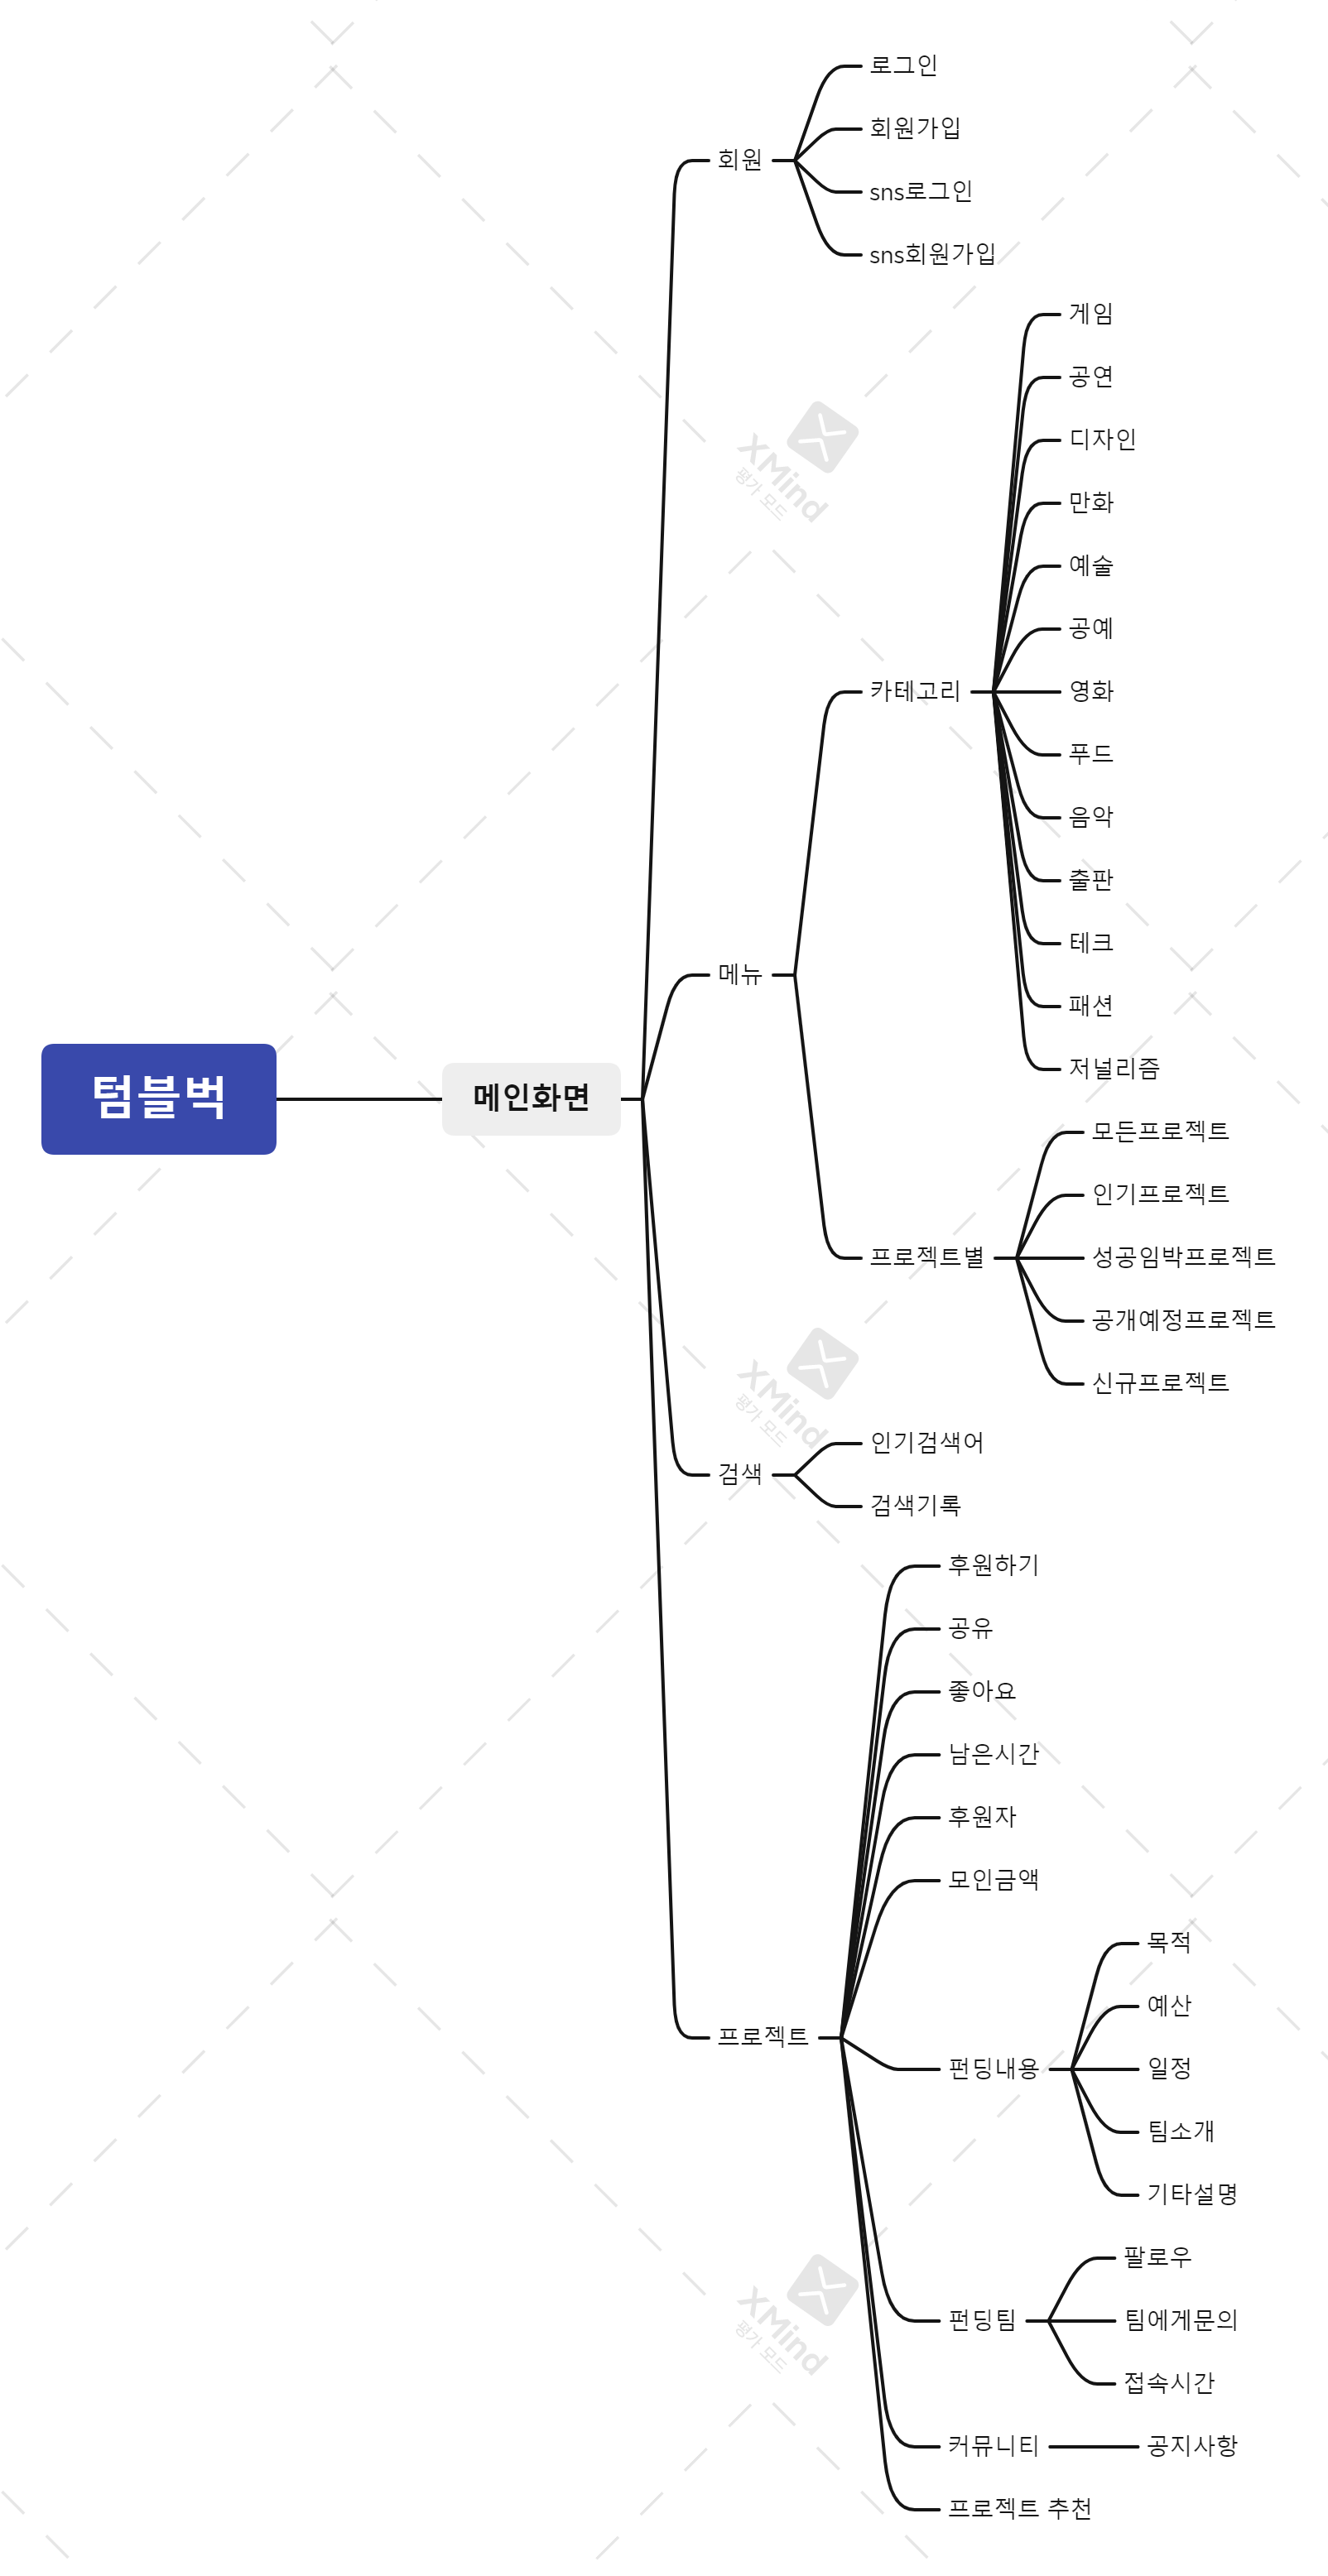 로그인
회원가입
회원
sns로그인
sns회원가입
게임
공연
디자인
만화
XMind
평가 모드
예술
공예
카테고리
영화
푸드
음악
출판
테크
메뉴
패션
저널리즘
텀블벅
메인화면
모든프로젝트
인기프로젝트
프로젝트별
성공임박프로젝트
공개예정프로젝트
신규프로젝트
XMind
평가 모드
인기검색어
검색
검색기록
후원하기
공유
좋아요
남은시간
후원자
모인금액
목적
예산
프로젝트
펀딩내용
일정
팀소개
기타설명
팔로우
XMind
평가 모드
펀딩팀
팀에게문의
접속시간
커뮤니티
공지사항
프로젝트 추천